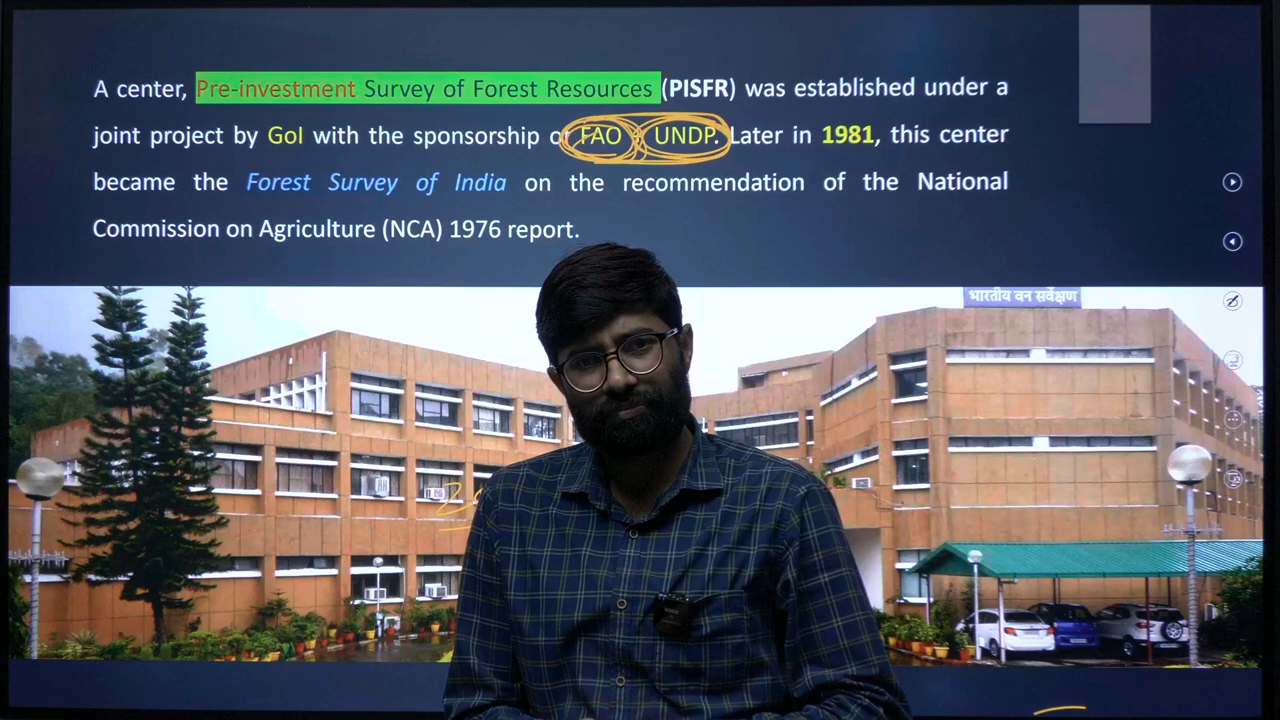 A center, Pre-investment Survey of Forest Resources (PISFR) was established under a
joint project by GoI with the sponsorship of FAO UNDP. Later in 1981, this center
became the Forest Survey of India on the recommendation of the National
Commission on Agriculture (NCA) 1976 report.
भारतीय वन सर्वेक्षण